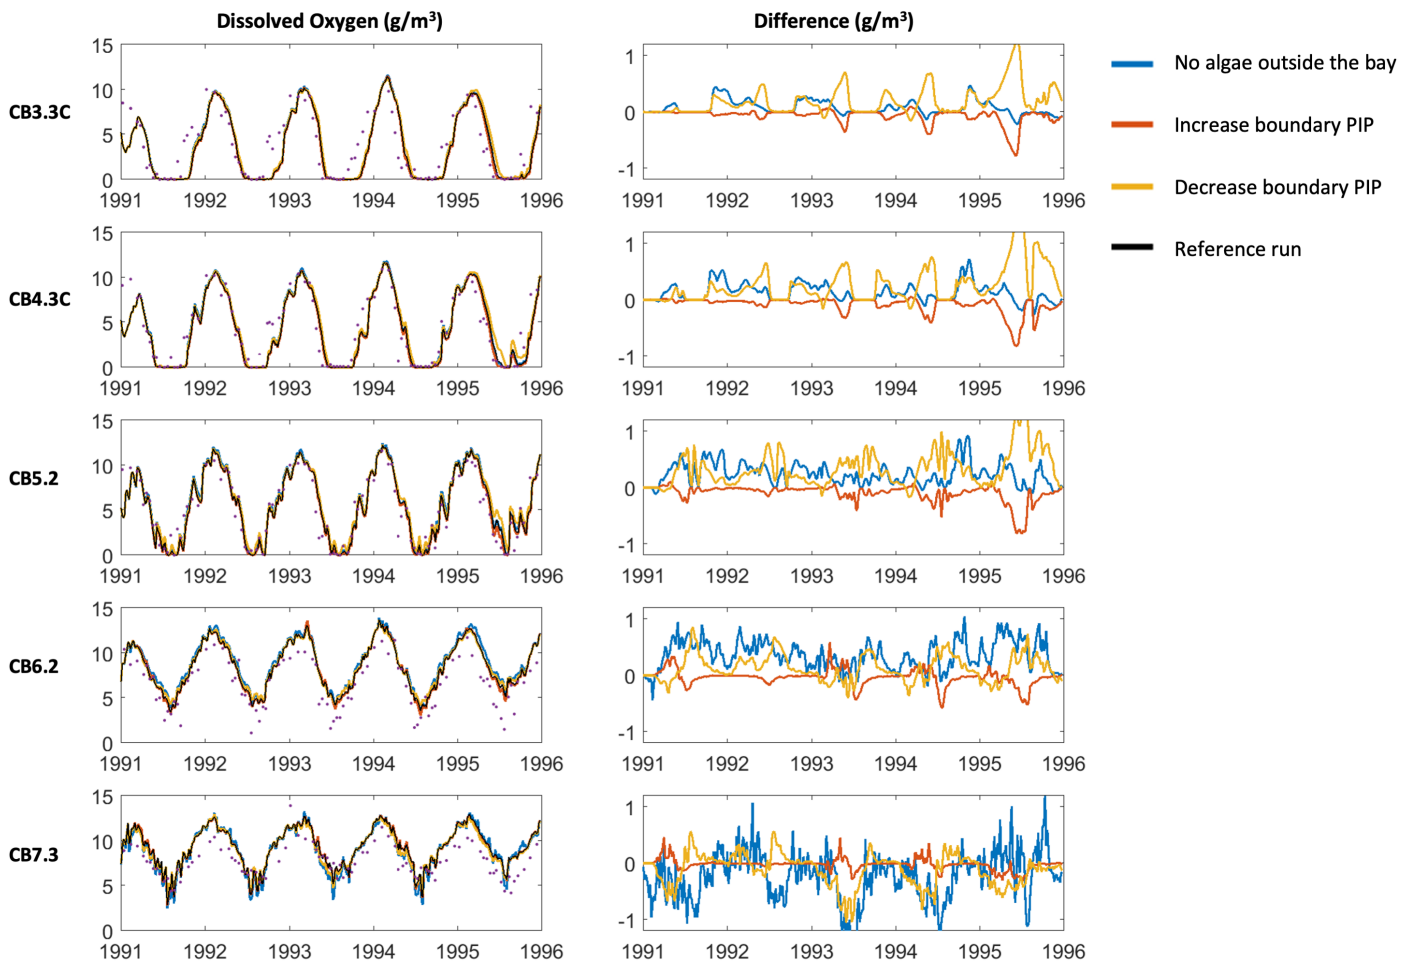 Dissolved Oxygen (g/m³) Difference (g/m³)
No algae outside the bay
Increase boundary PIP
Decrease boundary PIP
Reference run
CB3.3C
15
10
5
0
1991 1992 1993 1994 1995 1996
1
0
-1
1991 1992 1993 1994 1995 1996
CB4.3C
15
10
5
0
1991 1992 1993 1994 1995 1996
1
0
-1
1991 1992 1993 1994 1995 1996
CB5.2
15
10
5
0
1991 1992 1993 1994 1995 1996
1
0
-1
1991 1992 1993 1994 1995 1996
CB6.2
15
10
5
0
1991 1992 1993 1994 1995 1996
1
0
-1
1991 1992 1993 1994 1995 1996
CB7.3
15
10
5
0
1991 1992 1993 1994 1995 1996
1
0
-1
1991 1992 1993 1994 1995 1996